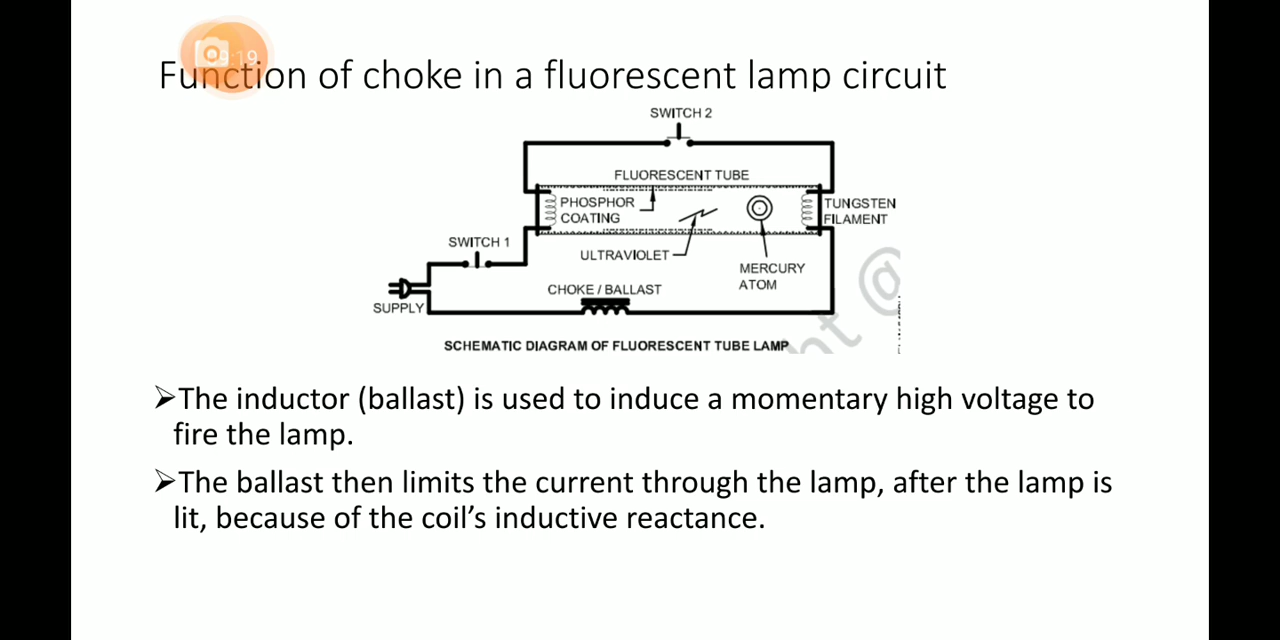 09:19
Function of choke in a fluorescent lamp circuit
SWITCH 2
FLUORESCENT TUBE
PHOSPHOR
COATING
TUNGSTEN
FILAMENT
SWITCH 1
ULTRAVIOLET
MERCURY
ATOM
CHOKE / BALLAST
SUPPLY
ht @
SCHEMATIC DIAGRAM OF FLUORESCENT TUBE LAMP
➢The inductor (ballast) is used to induce a momentary high voltage to
fire the lamp.
➢The ballast then limits the current through the lamp, after the lamp is
lit, because of the coil’s inductive reactance.